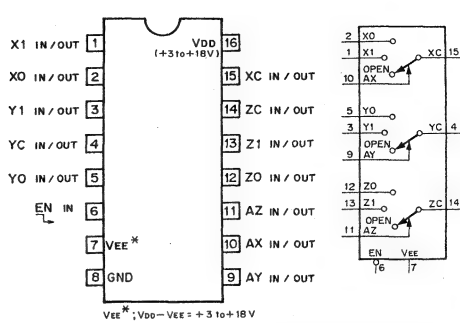 X1 IN/OUT 1
X0 IN/OUT 2
Y1 IN/OUT 3
YC IN/OUT 4
Y0 IN/OUT 5
EN IN 6
7 VEE*
8 GND
VDD 16
(+3 to +18V)
15 XC IN/OUT
14 ZC IN/OUT
13 Z1 IN/OUT
12 Z0 IN/OUT
11 AZ IN/OUT
10 AX IN/OUT
9 AY IN/OUT
VEE*; VDD-VEE = +3 to +18V
2 X0
1 X1 XC 15
OPEN
10 AX
5 Y0
3 Y1 YC 4
OPEN
9 AY
12 Z0
13 Z1 ZC 14
OPEN
11 AZ
EN VEE
6 7